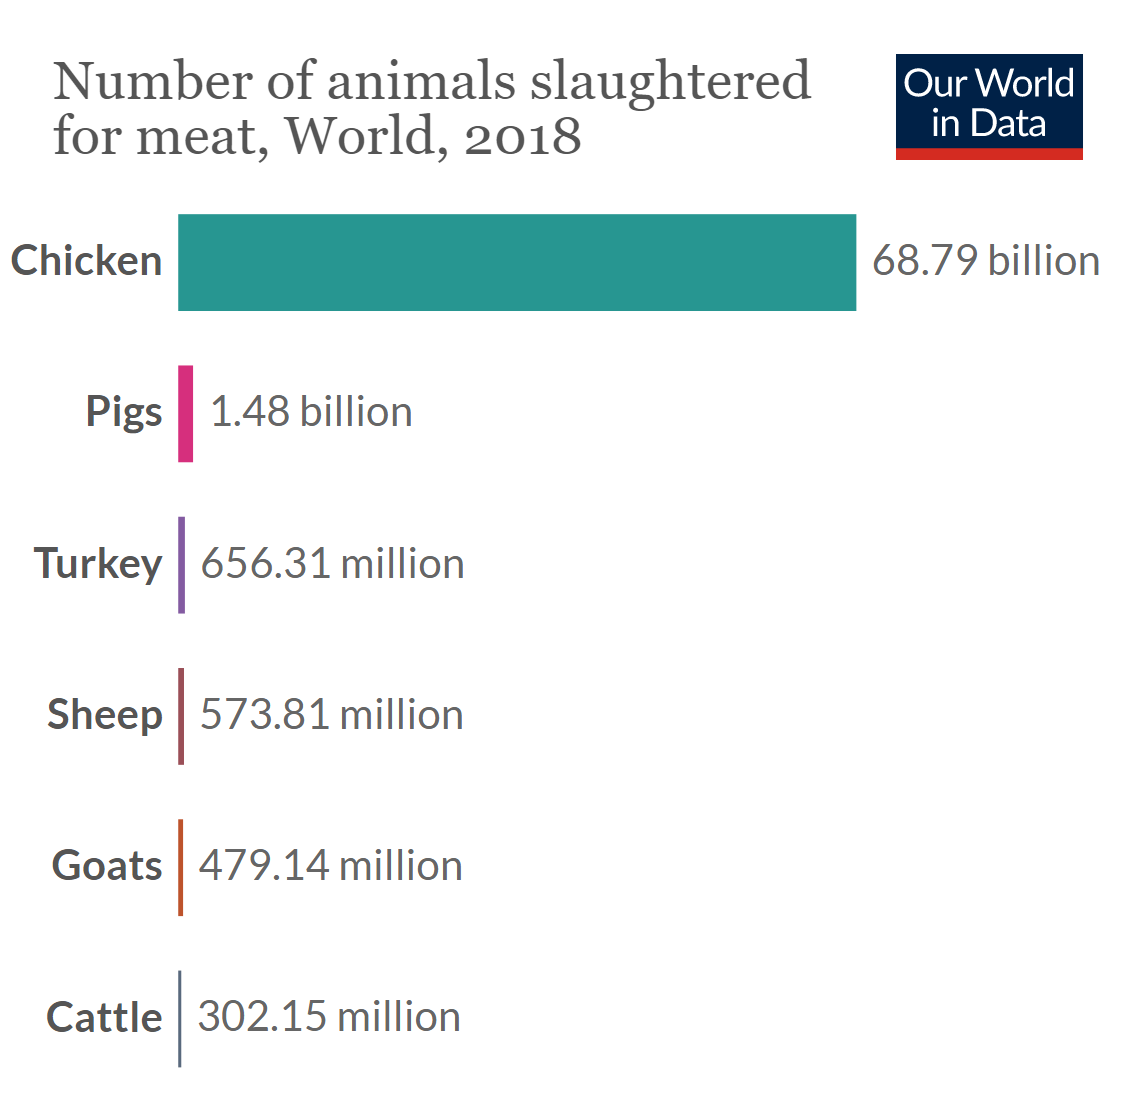 Number of animals slaughtered
for meat, World, 2018
Our World
in Data
Chicken 68.79 billion
Pigs 1.48 billion
Turkey 656.31 million
Sheep 573.81 million
Goats 479.14 million
Cattle 302.15 million